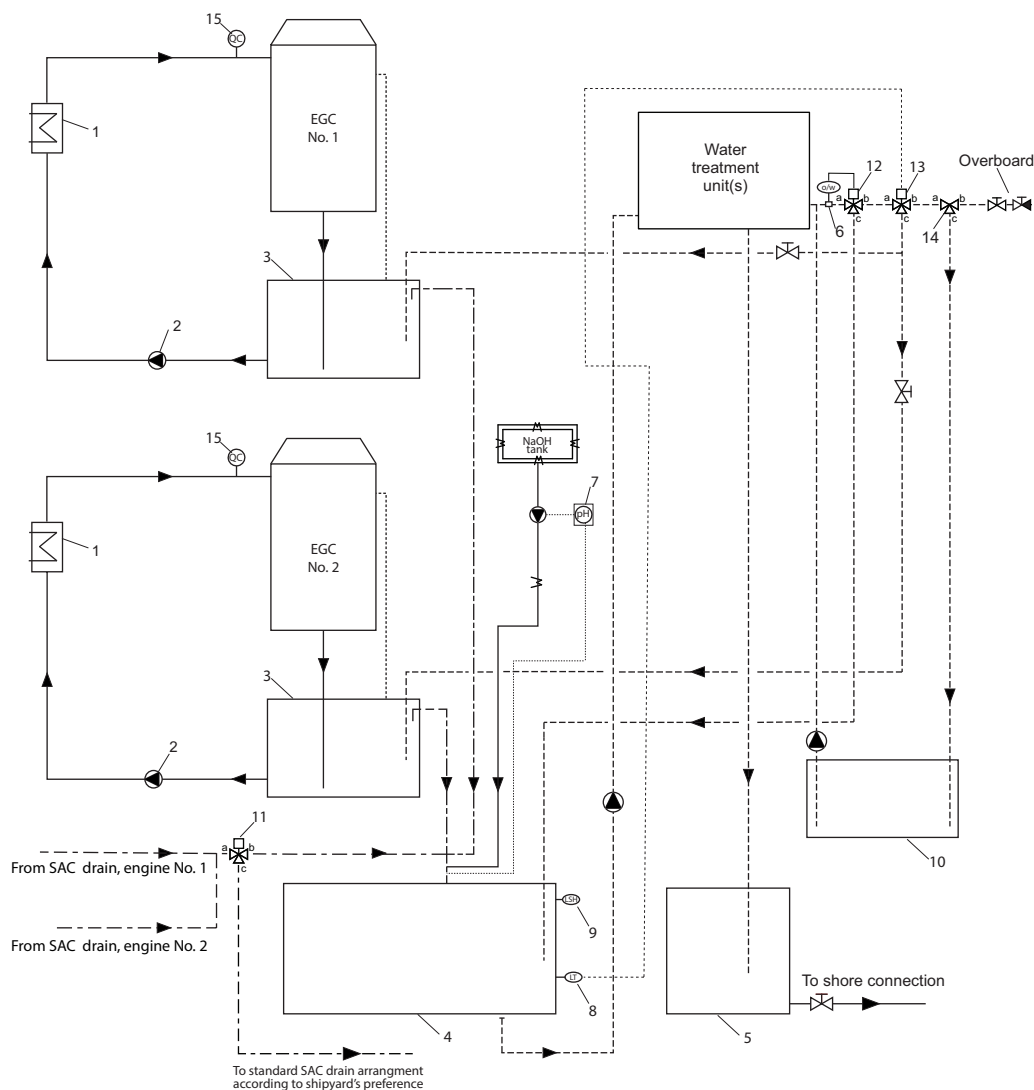 15
QC
EGC
No. 1
1
3
2
Water
treatment
unit(s)
Overboard
12
13
o/w
a
b
c
a
b
c
a
b
c
6
14
15
QC
EGC
No. 2
1
3
2
NaOH
tank
7
pH
11
a
b
c
From SAC drain, engine No. 1
From SAC drain, engine No. 2
LSH
9
LT
8
4
10
To shore connection
5
To standard SAC drain arrangment
according to shipyard's preference